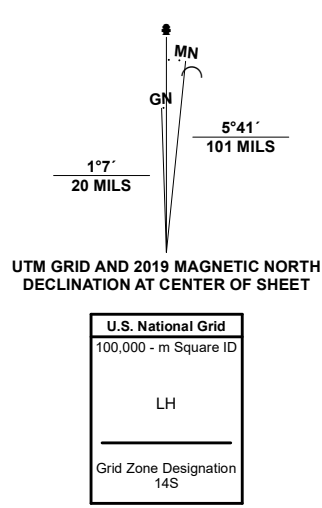 MN
GN
5°41´
101 MILS
1°7´
20 MILS
UTM GRID AND 2019 MAGNETIC NORTH
DECLINATION AT CENTER OF SHEET
U.S. National Grid
100,000 - m Square ID
LH
Grid Zone Designation
14S